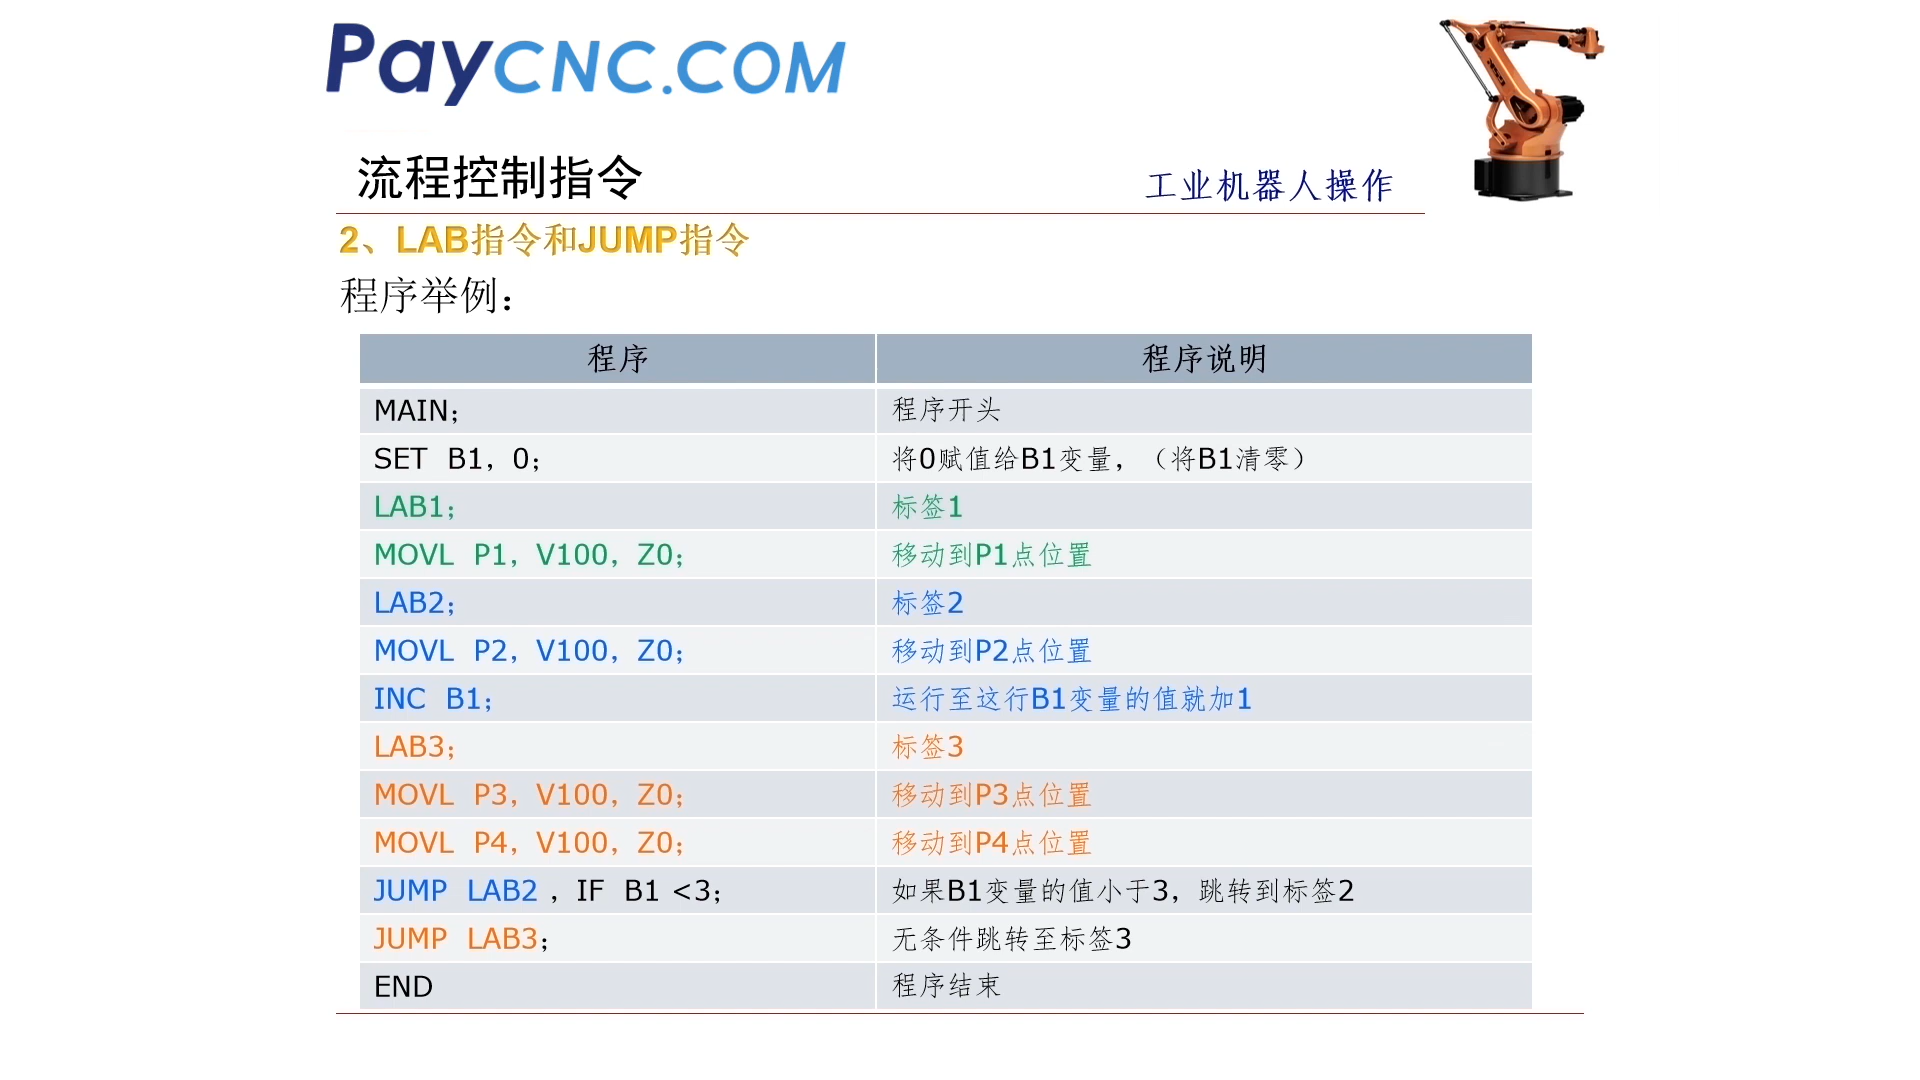 PayCNC.COM
流程控制指令
工业机器人操作
2、LAB指令和JUMP指令
程序举例：
程序 程序说明
MAIN； 程序开头
SET B1，0； 将0赋值给B1变量，（将B1清零）
LAB1； 标签1
MOVL P1，V100，Z0； 移动到P1点位置
LAB2； 标签2
MOVL P2，V100，Z0； 移动到P2点位置
INC B1； 运行至这行B1变量的值就加1
LAB3； 标签3
MOVL P3，V100，Z0； 移动到P3点位置
MOVL P4，V100，Z0； 移动到P4点位置
JUMP LAB2 ，IF B1 <3； 如果B1变量的值小于3，跳转到标签2
JUMP LAB3； 无条件跳转至标签3
END 程序结束